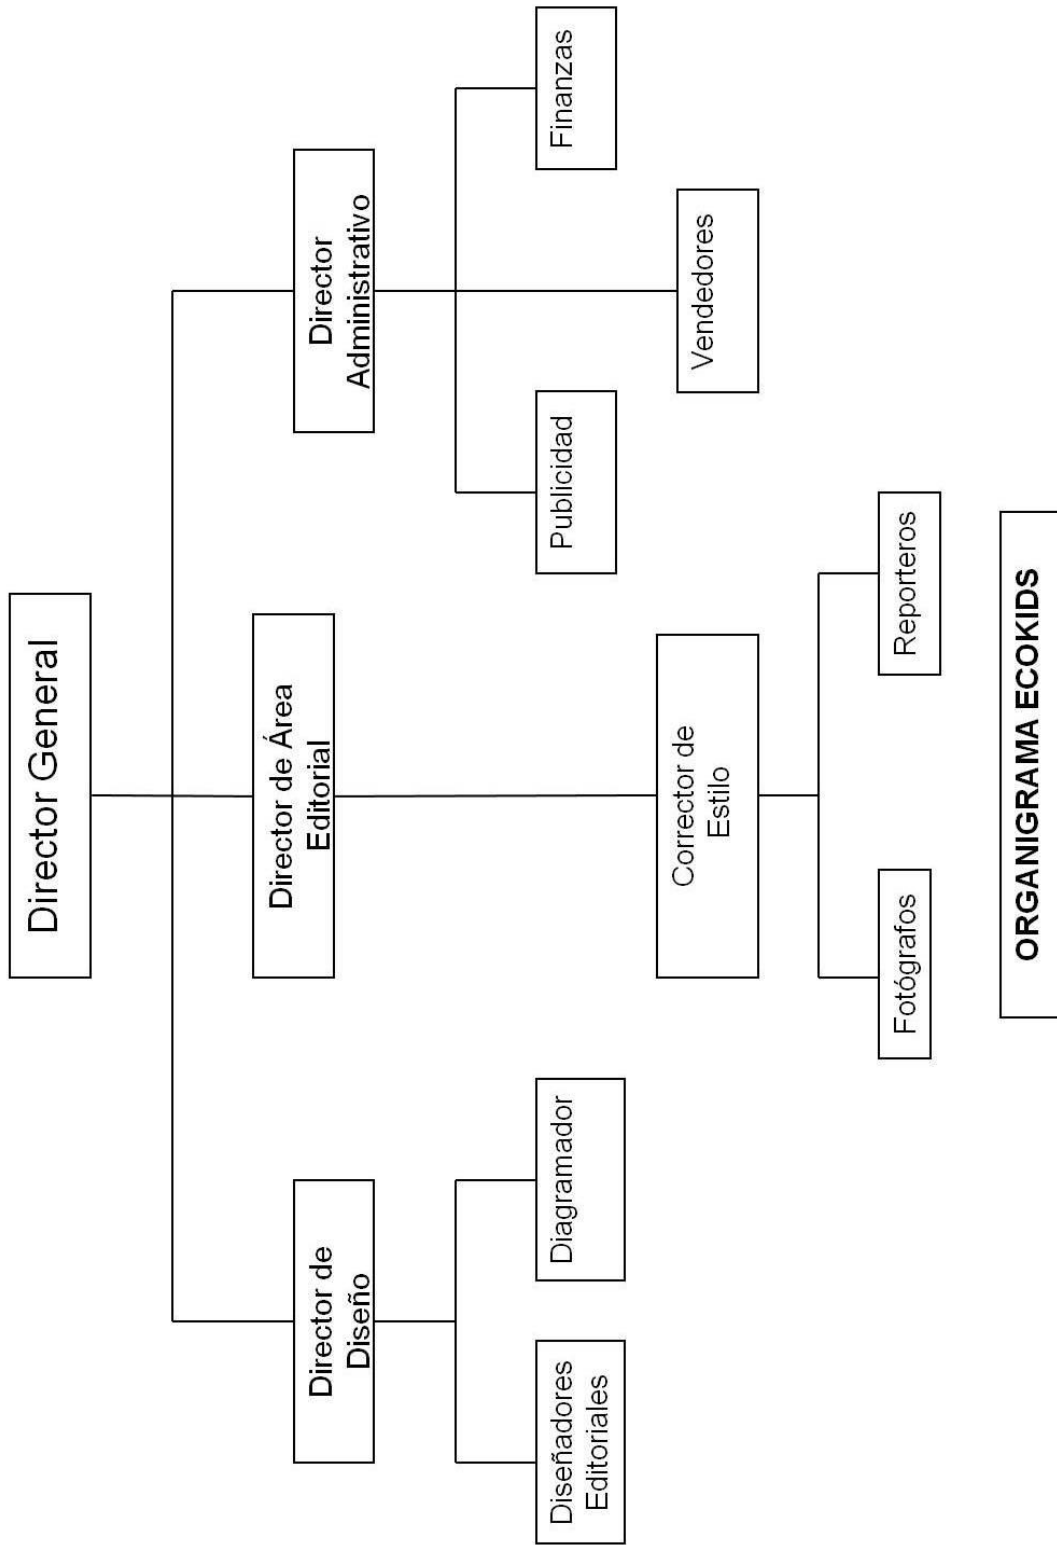 Director General
Director de
Diseño
Director de Área
Editorial
Director
Administrativo
Diseñadores
Editoriales
Diagramador
Publicidad
Finanzas
Corrector de
Estilo
Vendedores
Fotógrafos
Reporteros
ORGANIGRAMA ECOKIDS